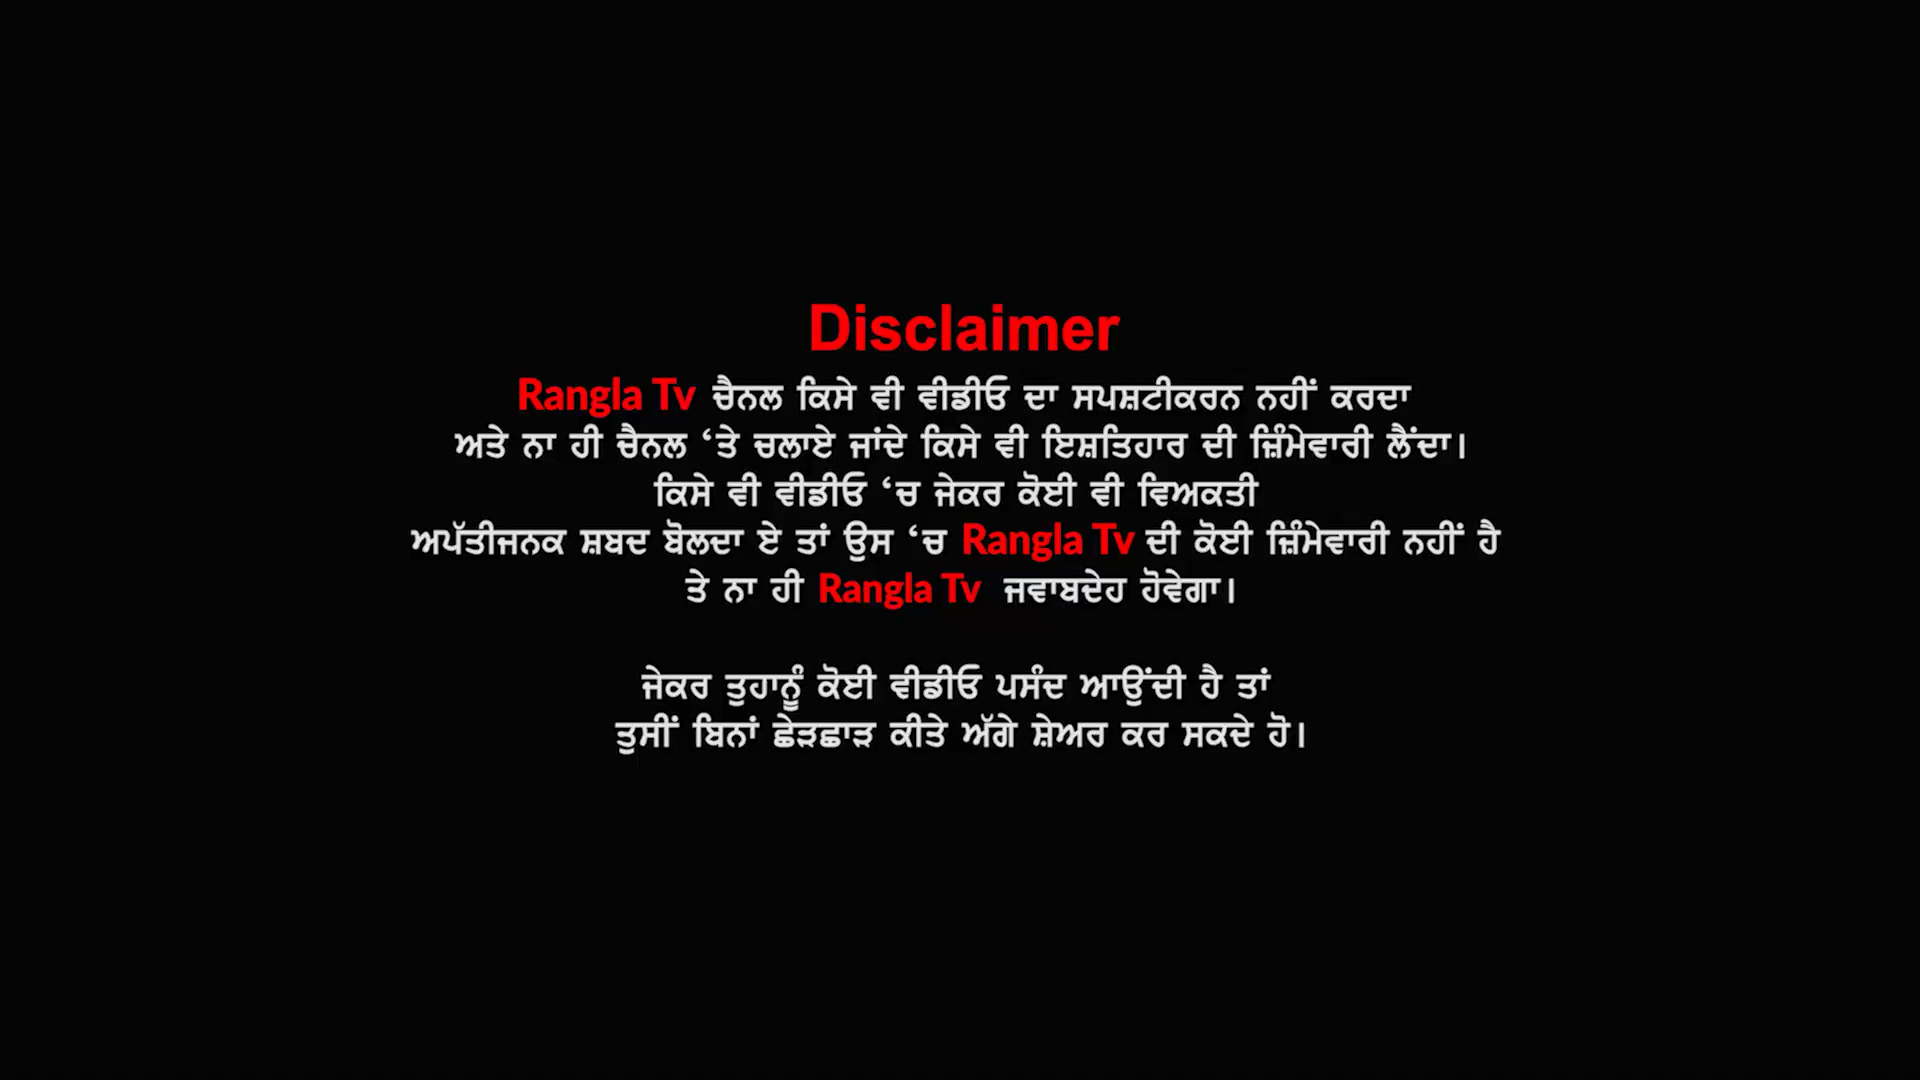 Disclaimer
Rangla Tv ਚੈਨਲ ਕਿਸੇ ਵੀ ਵੀਡੀਓ ਦਾ ਸਪਸ਼ਟੀਕਰਨ ਨਹੀਂ ਕਰਦਾ
ਅਤੇ ਨਾ ਹੀ ਚੈਨਲ ‘ਤੇ ਚਲਾਏ ਜਾਂਦੇ ਕਿਸੇ ਵੀ ਇਸ਼ਤਿਹਾਰ ਦੀ ਜ਼ਿੰਮੇਵਾਰੀ ਲੈਂਦਾ।
ਕਿਸੇ ਵੀ ਵੀਡੀਓ ‘ਚ ਜੇਕਰ ਕੋਈ ਵੀ ਵਿਅਕਤੀ
ਅਪੱਤੀਜਨਕ ਸ਼ਬਦ ਬੋਲਦਾ ਏ ਤਾਂ ਉਸ ‘ਚ Rangla Tv ਦੀ ਕੋਈ ਜ਼ਿੰਮੇਵਾਰੀ ਨਹੀਂ ਹੈ
ਤੇ ਨਾ ਹੀ Rangla Tv ਜਵਾਬਦੇਹ ਹੋਵੇਗਾ।
ਜੇਕਰ ਤੁਹਾਨੂੰ ਕੋਈ ਵੀਡੀਓ ਪਸੰਦ ਆਉਂਦੀ ਹੈ ਤਾਂ
ਤੁਸੀਂ ਬਿਨਾਂ ਛੇੜਛਾੜ ਕੀਤੇ ਅੱਗੇ ਸ਼ੇਅਰ ਕਰ ਸਕਦੇ ਹੋ।